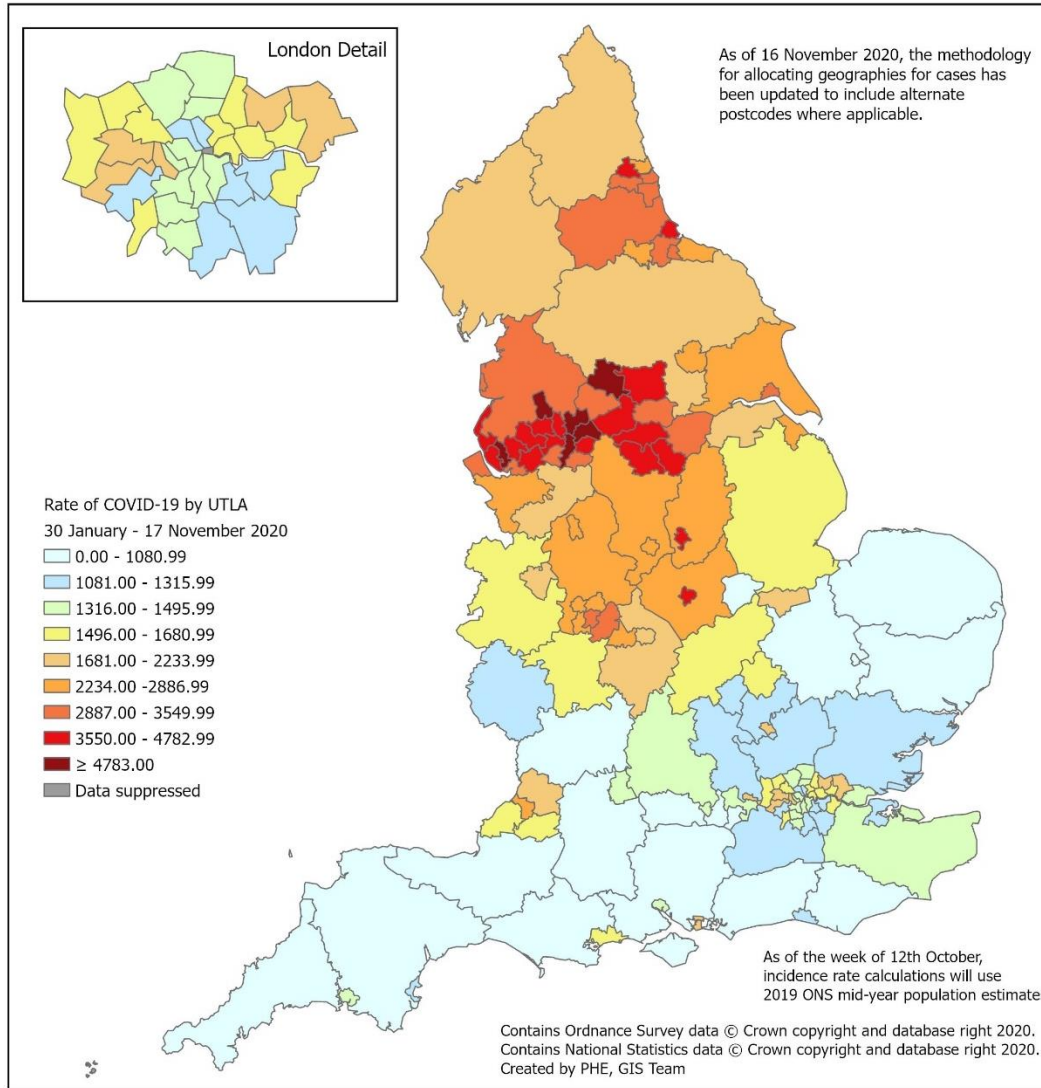 London Detail
As of 16 November 2020, the methodology
for allocating geographies for cases has
been updated to include alternate
postcodes where applicable.
Rate of COVID-19 by UTLA
30 January - 17 November 2020
0.00 - 1080.99
1081.00 - 1315.99
1316.00 - 1495.99
1496.00 - 1680.99
1681.00 - 2233.99
2234.00 -2886.99
2887.00 - 3549.99
3550.00 - 4782.99
≥ 4783.00
Data suppressed
As of the week of 12th October,
incidence rate calculations will use
2019 ONS mid-year population estimate
Contains Ordnance Survey data © Crown copyright and database right 2020.
Contains National Statistics data © Crown copyright and database right 2020.
Created by PHE, GIS Team